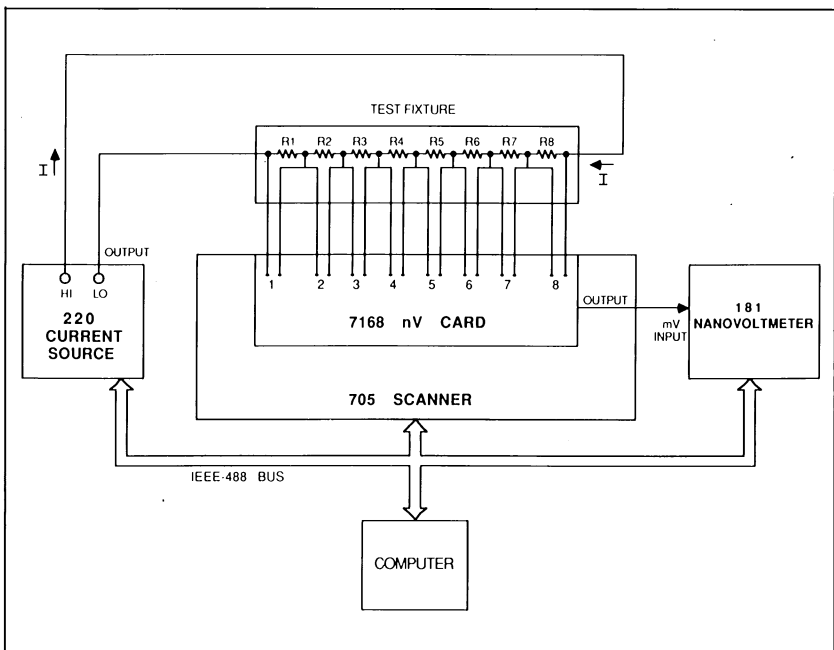 TEST FIXTURE
R1 R2 R3 R4 R5 R6 R7 R8
I
I
OUTPUT
HI LO
220
CURRENT
SOURCE
1 2 3 4 5 6 7 8
7168 nV CARD
OUTPUT
mV
INPUT
181
NANOVOLTMETER
705 SCANNER
IEEE-488 BUS
COMPUTER